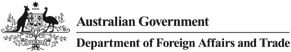 Australian Government
Department of Foreign Affairs and Trade